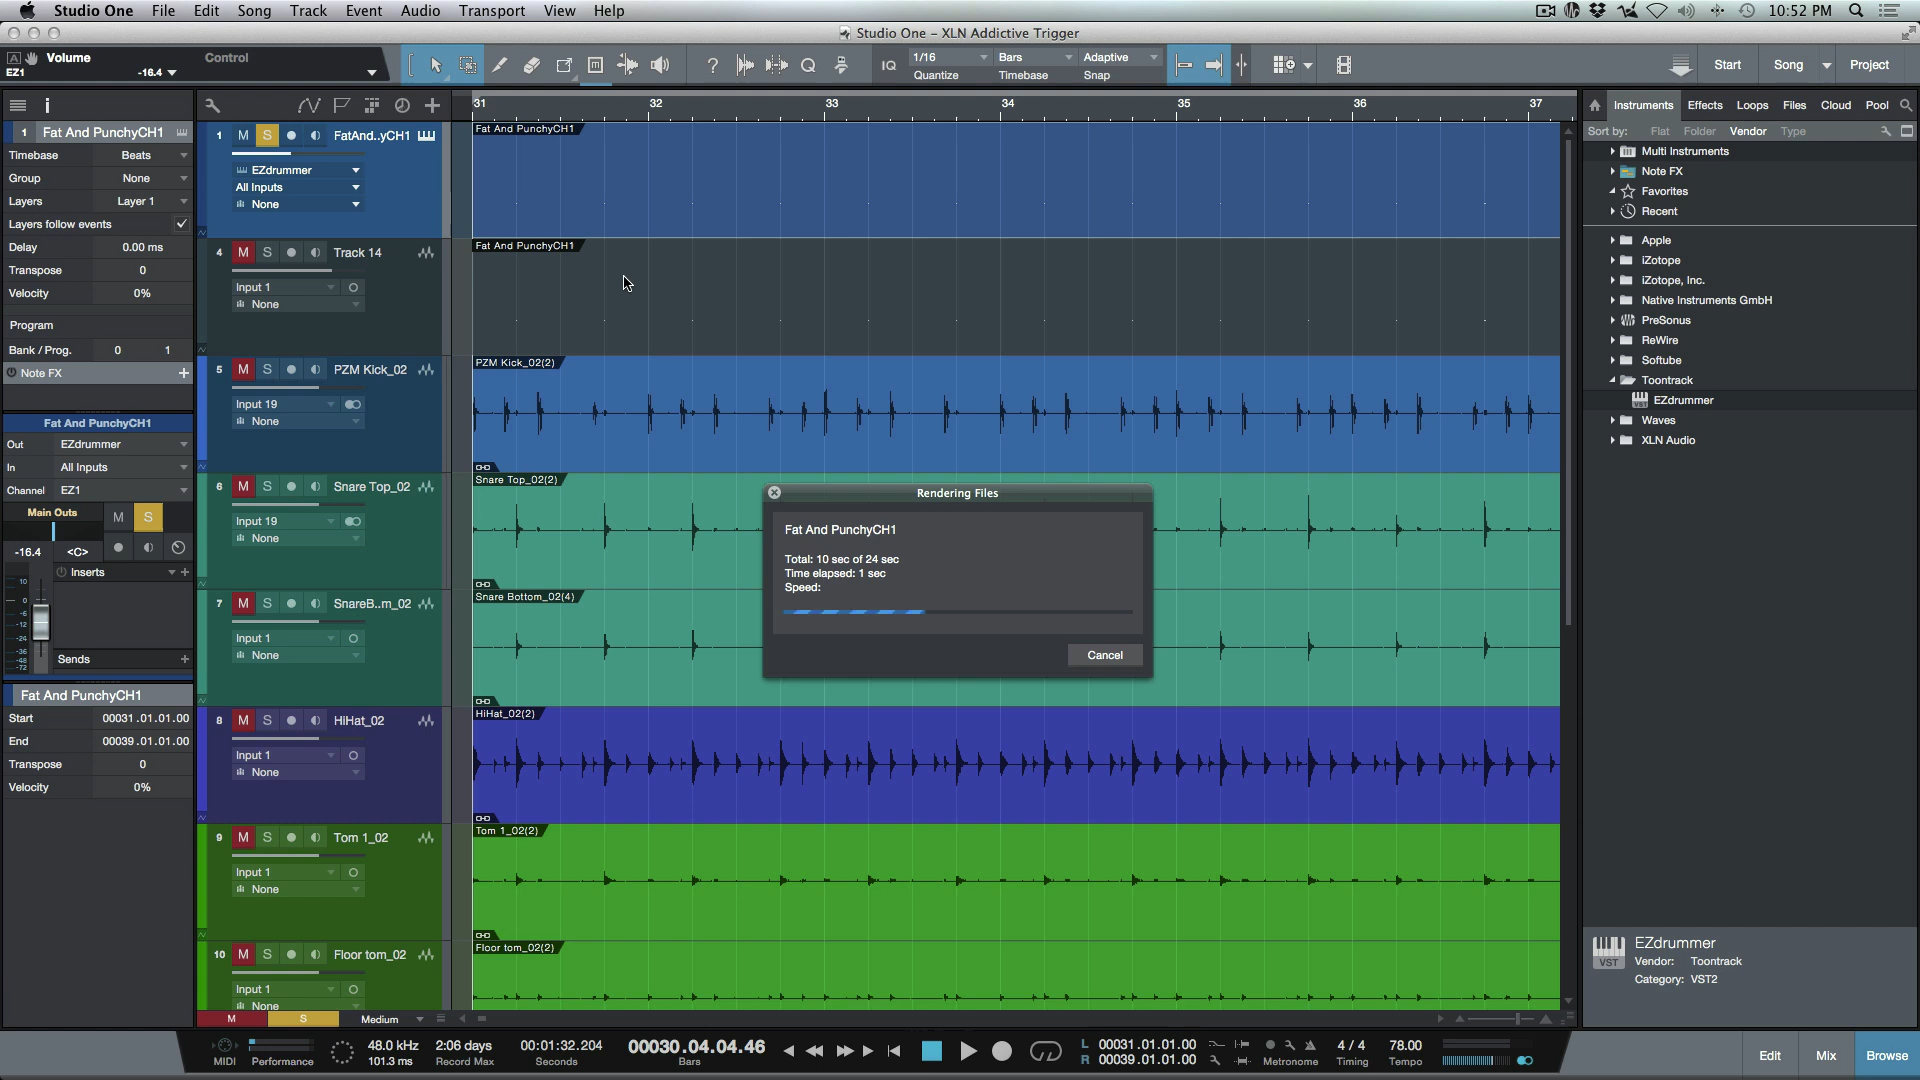 Studio One File Edit Song Track Event Audio Transport View Help 10:52 PM
Studio One – XLN Addictive Trigger
Volume Control
EZ1 -16.4
? IQ 1/16 Bars Adaptive
Quantize Timebase Snap
Start Song Project
i
31 32 33 34 35 36 37
Instruments Effects Loops Files Cloud Pool
Sort by: Flat Folder Vendor Type
1 Fat And PunchyCH1
Timebase Beats
Group None
Layers Layer 1
Layers follow events
Delay 0.00 ms
Transpose 0
Velocity 0%
Program
Bank / Prog. 0 1
Note FX
Fat And PunchyCH1
Out EZdrummer
In All Inputs
Channel EZ1
Main Outs M S
-16.4 <C>
Inserts
10
0
-6
-12
-24
-36
-48
-72
Sends
Fat And PunchyCH1
Start 00031.01.01.00
End 00039.01.01.00
Transpose 0
Velocity 0%
1 M S FatAnd..yCH1
EZdrummer
All Inputs
None
4 M S Track 14
Input 1
None
5 M S PZM Kick_02
Input 19
None
6 M S Snare Top_02
Input 19
None
7 M S SnareB..m_02
Input 1
None
8 M S HiHat_02
Input 1
None
9 M S Tom 1_02
Input 1
None
10 M S Floor tom_02
Input 1
None
M S Medium
Fat And PunchyCH1
Fat And PunchyCH1
PZM Kick_02(2)
Snare Top_02(2)
Snare Bottom_02(4)
HiHat_02(2)
Tom 1_02(2)
Floor tom_02(2)
Rendering Files
Fat And PunchyCH1
Total: 10 sec of 24 sec
Time elapsed: 1 sec
Speed:
Cancel
Multi Instruments
Note FX
Favorites
Recent
Apple
iZotope
iZotope, Inc.
Native Instruments GmbH
PreSonus
ReWire
Softube
Toontrack
VST EZdrummer
Waves
XLN Audio
EZdrummer
VST Vendor: Toontrack
Category: VST2
MIDI Performance
48.0 kHz
101.3 ms
2:06 days
Record Max
00:01:32.204
Seconds
00030.04.04.46
Bars
L 00031.01.01.00
R 00039.01.01.00
Metronome
4 / 4
Timing
78.00
Tempo
Edit Mix Browse